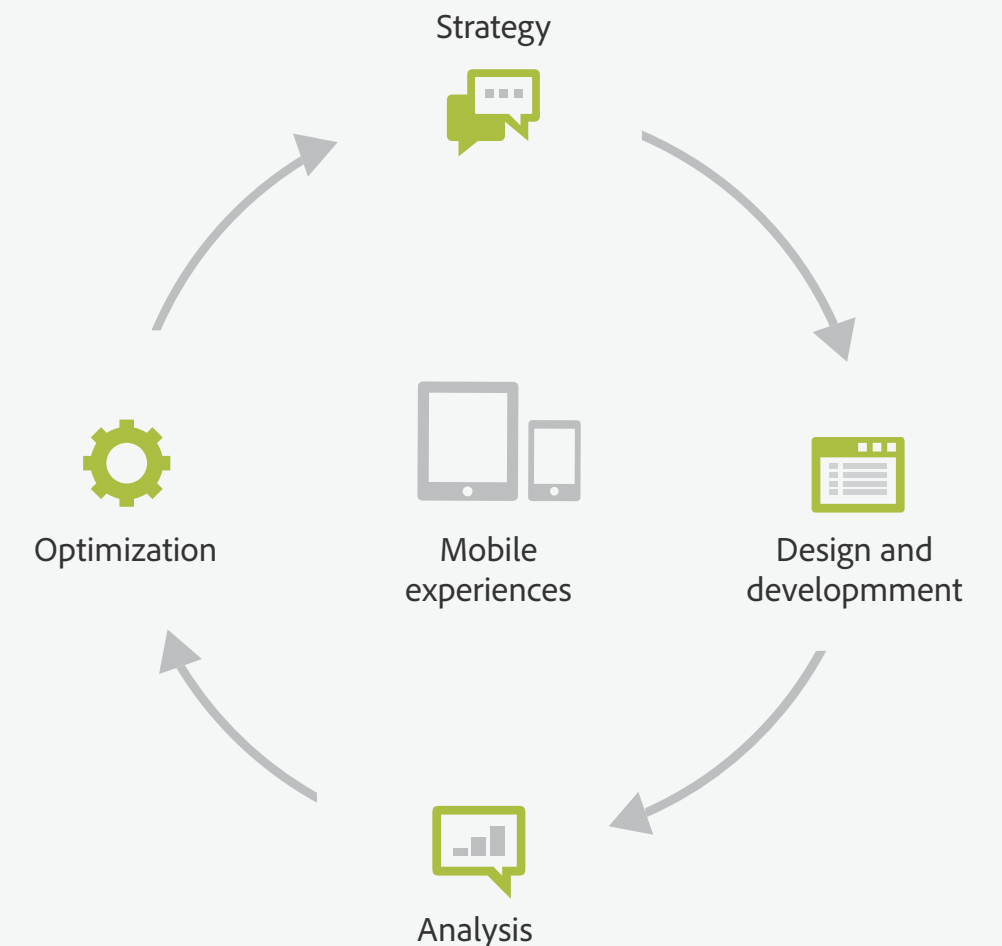 Strategy
Optimization
Mobile
experiences
Design and
developmment
Analysis